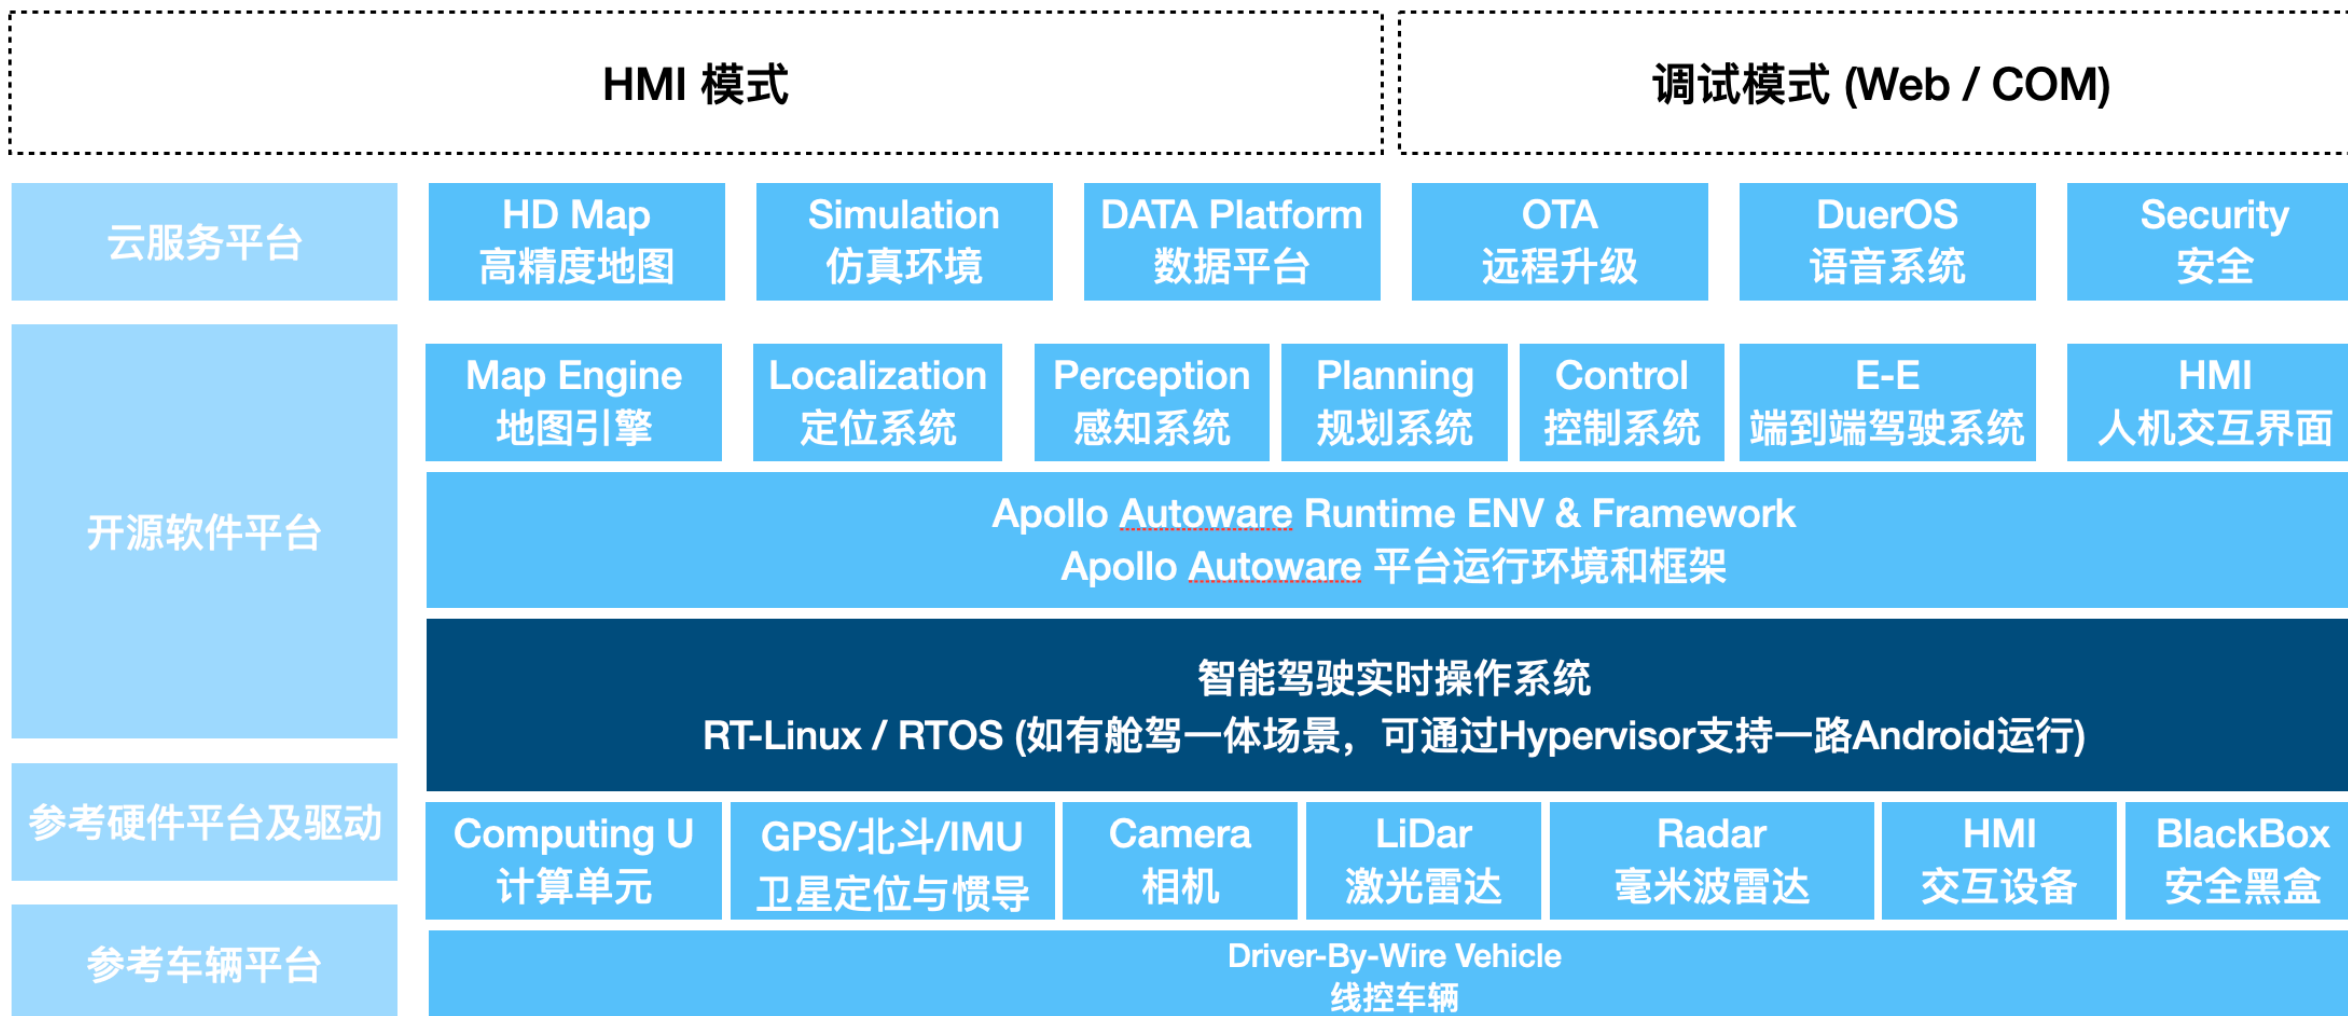 HMI 模式
调试模式 (Web / COM)
云服务平台
HD Map
高精度地图
Simulation
仿真环境
DATA Platform
数据平台
OTA
远程升级
DuerOS
语音系统
Security
安全
开源软件平台
Map Engine
地图引擎
Localization
定位系统
Perception
感知系统
Planning
规划系统
Control
控制系统
E-E
端到端驾驶系统
HMI
人机交互界面
Apollo Autoware Runtime ENV & Framework
Apollo Autoware 平台运行环境和框架
智能驾驶实时操作系统
RT-Linux / RTOS (如有舱驾一体场景，可通过Hypervisor支持一路Android运行)
参考硬件平台及驱动
Computing U
计算单元
GPS/北斗/IMU
卫星定位与惯导
Camera
相机
LiDar
激光雷达
Radar
毫米波雷达
HMI
交互设备
BlackBox
安全黑盒
参考车辆平台
Driver-By-Wire Vehicle
线控车辆